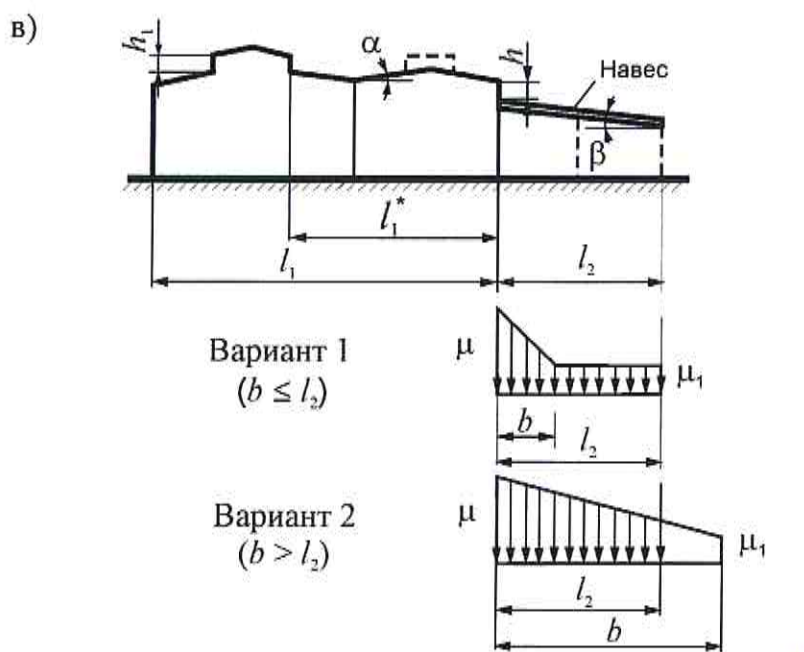 в)
h₁
α
h
Навес
β
l₁*
l₁
l₂
Вариант 1
(b ≤ l₂)
μ
μ₁
b
l₂
Вариант 2
(b > l₂)
μ
μ₁
l₂
b